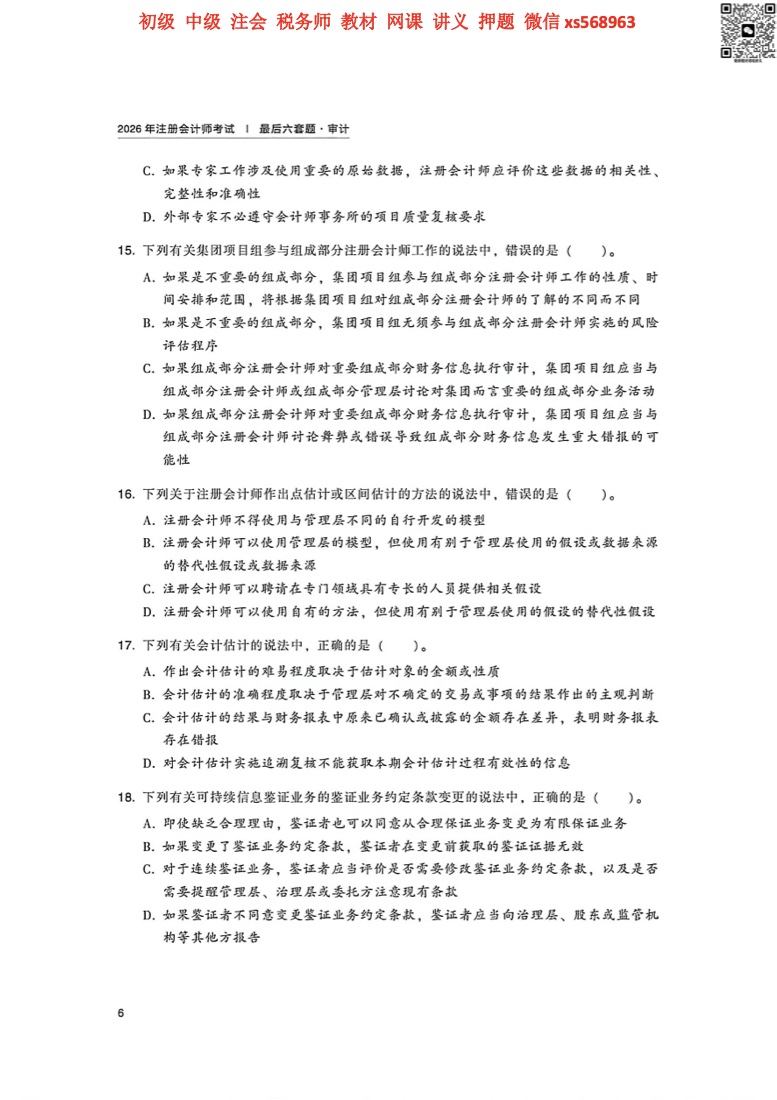 初级 中级 注会 税务师 教材 网课 讲义 押题 微信 xs568963
2026 年注册会计师考试 | 最后六套题·审计
C. 如果专家工作涉及使用重要的原始数据，注册会计师应评价这些数据的相关性、
完整性和准确性
D. 外部专家不必遵守会计师事务所的项目质量复核要求
15. 下列有关集团项目组参与组成部分注册会计师工作的说法中，错误的是（　　）。
A. 如果是不重要的组成部分，集团项目组参与组成部分注册会计师工作的性质、时
间安排和范围，将根据集团项目组对组成部分注册会计师的了解的不同而不同
B. 如果是不重要的组成部分，集团项目组无须参与组成部分注册会计师实施的风险
评估程序
C. 如果组成部分注册会计师对重要组成部分财务信息执行审计，集团项目组应当与
组成部分注册会计师或组成部分管理层讨论对集团而言重要的组成部分业务活动
D. 如果组成部分注册会计师对重要组成部分财务信息执行审计，集团项目组应当与
组成部分注册会计师讨论舞弊或错误导致组成部分财务信息发生重大错报的可
能性
16. 下列关于注册会计师作出点估计或区间估计的方法的说法中，错误的是（　　）。
A. 注册会计师不得使用与管理层不同的自行开发的模型
B. 注册会计师可以使用管理层的模型，但使用有别于管理层使用的假设或数据来源
的替代性假设或数据来源
C. 注册会计师可以聘请在专门领域具有专长的人员提供相关假设
D. 注册会计师可以使用自有的方法，但使用有别于管理层使用的假设的替代性假设
17. 下列有关会计估计的说法中，正确的是（　　）。
A. 作出会计估计的难易程度取决于估计对象的金额或性质
B. 会计估计的准确程度取决于管理层对不确定的交易或事项的结果作出的主观判断
C. 会计估计的结果与财务报表中原来已确认或披露的金额存在差异，表明财务报表
存在错报
D. 对会计估计实施追溯复核不能获取本期会计估计过程有效性的信息
18. 下列有关可持续信息鉴证业务的鉴证业务约定条款变更的说法中，正确的是（　　）。
A. 即使缺乏合理理由，鉴证者也可以同意从合理保证业务变更为有限保证业务
B. 如果变更了鉴证业务约定条款，鉴证者在变更前获取的鉴证证据无效
C. 对于连续鉴证业务，鉴证者应当评价是否需要修改鉴证业务约定条款，以及是否
需要提醒管理层、治理层或委托方注意现有条款
D. 如果鉴证者不同意变更鉴证业务约定条款，鉴证者应当向治理层、股东或监管机
构等其他方报告
6